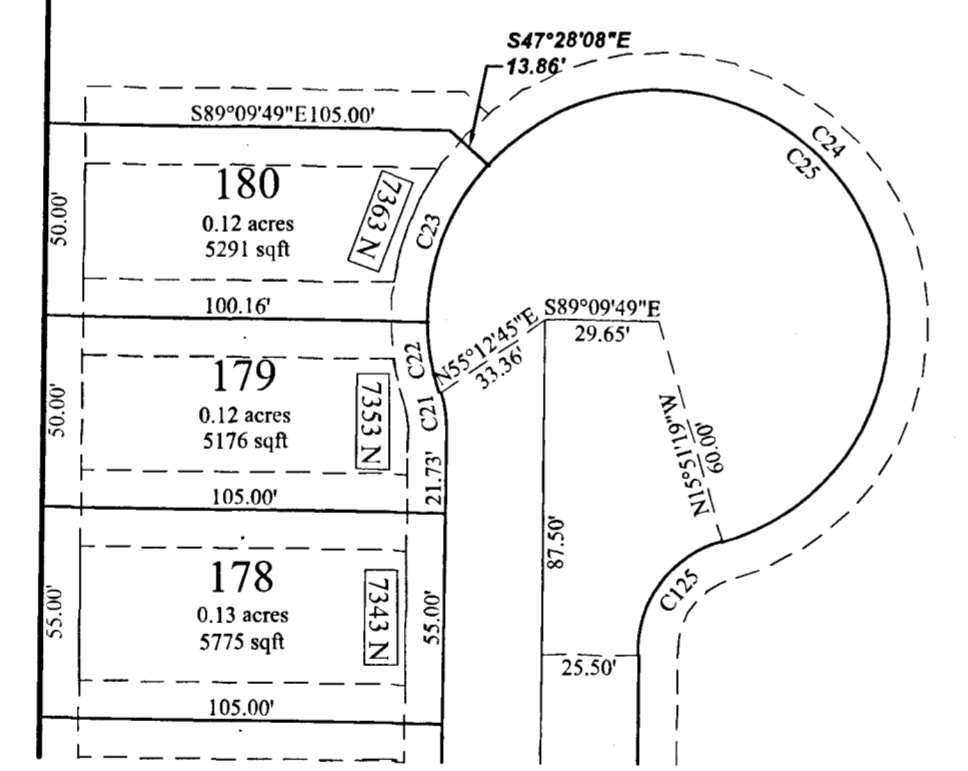 S47°28'08"E
13.86'
S89°09'49"E105.00'
C24
C25
180
0.12 acres
5291 sqft
7363 N
50.00'
C23
100.16'
S89°09'49"E
29.65'
N55°12'45"E
33.36'
C22
179
0.12 acres
5176 sqft
7353 N
50.00'
C21
N15°51'19"W
60.00'
21.73'
105.00'
87.50'
178
0.13 acres
5775 sqft
7343 N
55.00'
55.00'
C125
25.50'
105.00'